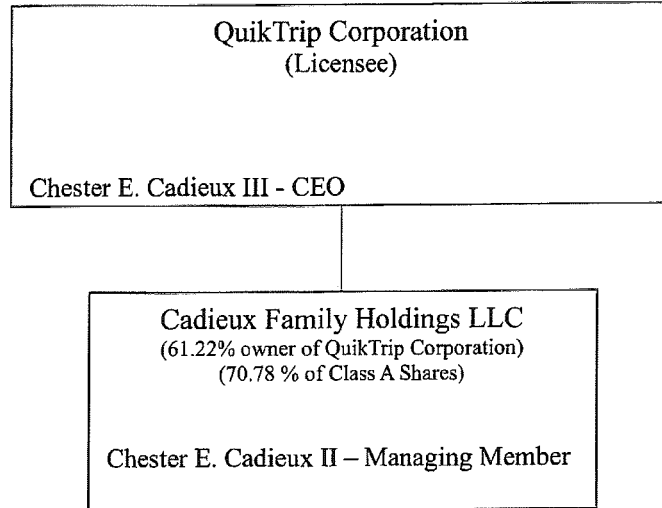 QuikTrip Corporation
(Licensee)
Chester E. Cadieux III - CEO
Cadieux Family Holdings LLC
(61.22% owner of QuikTrip Corporation)
(70.78 % of Class A Shares)
Chester E. Cadieux II – Managing Member